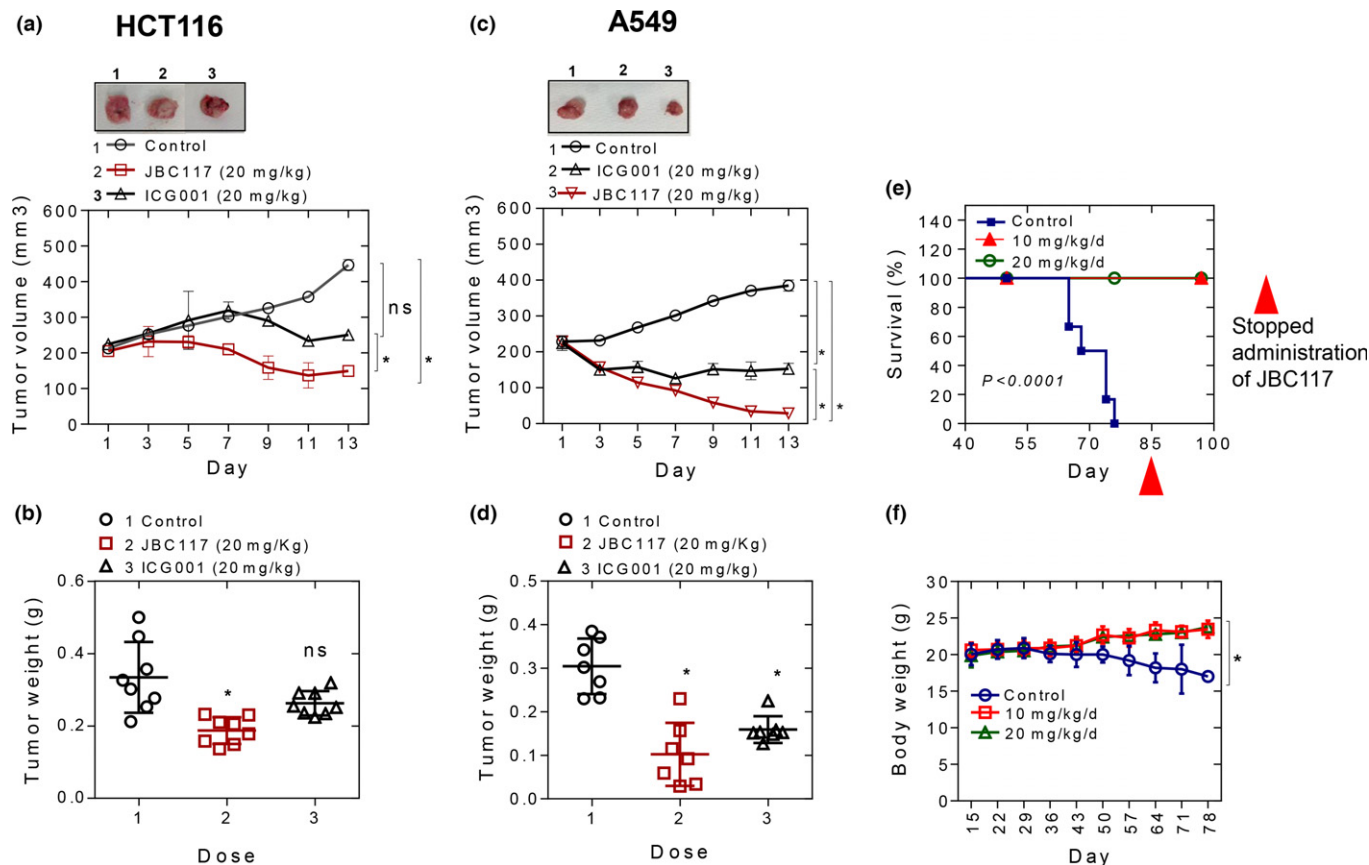 (a)
HCT116
1 2 3
1 Control
2 JBC117 (20 mg/kg)
3 ICG001 (20 mg/kg)
Tumor volume (mm3)
600
500
400
300
200
100
0
ns
*
*
1 3 5 7 9 11 13
Day
(b)
1 Control
2 JBC117 (20 mg/Kg)
3 ICG001 (20 mg/kg)
Tumor weight (g)
0.6
0.4
0.2
0.0
*
ns
1 2 3
Dose
(c)
A549
1 2 3
1 Control
2 ICG001 (20 mg/kg)
3 JBC117 (20 mg/kg)
Tumor volume (mm3)
600
500
400
300
200
100
0
*
*
*
1 3 5 7 9 11 13
Day
(d)
1 Control
2 JBC117 (20 mg/Kg)
3 ICG001 (20 mg/kg)
Tumor weight (g)
0.5
0.4
0.3
0.2
0.1
0.0
*
*
1 2 3
Dose
(e)
Survival (%)
140
120
100
80
60
40
20
0
Control
10 mg/kg/d
20 mg/kg/d
P<0.0001
40 55 70 85 100
Day
Stopped
administration
of JBC117
(f)
Body weight (g)
30
25
20
15
10
5
0
*
Control
10 mg/kg/d
20 mg/kg/d
15 22 29 36 43 50 57 64 71 78
Day